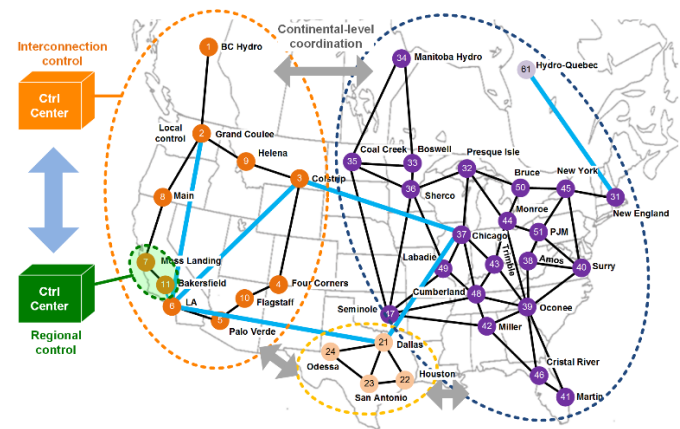 Interconnection
control
Continental-level
coordination
1
BC Hydro
34
Manitoba Hydro
61
Hydro-Quebec
Ctrl
Center
Local
control
2
Grand Coulee
9
Helena
3
Colstrip
8
Main
35
Coal Creek
Boswell
33
36
Sherco
Presque Isle
32
Bruce
50
New York
45
31
New England
Monroe
44
37
Chicago
51
PJM
7
Moss Landing
11
Bakersfield
6
LA
Labadie
49
43
Trimble
38
Amos
40
Surry
Ctrl
Center
Regional
control
4
Four Corners
10
Flagstaff
5
Palo Verde
Cumberland
48
39
Oconee
Seminole
47
42
Miller
21
Dallas
24
Odessa
23
San Antonio
22
Houston
Cristal River
46
41
Martin